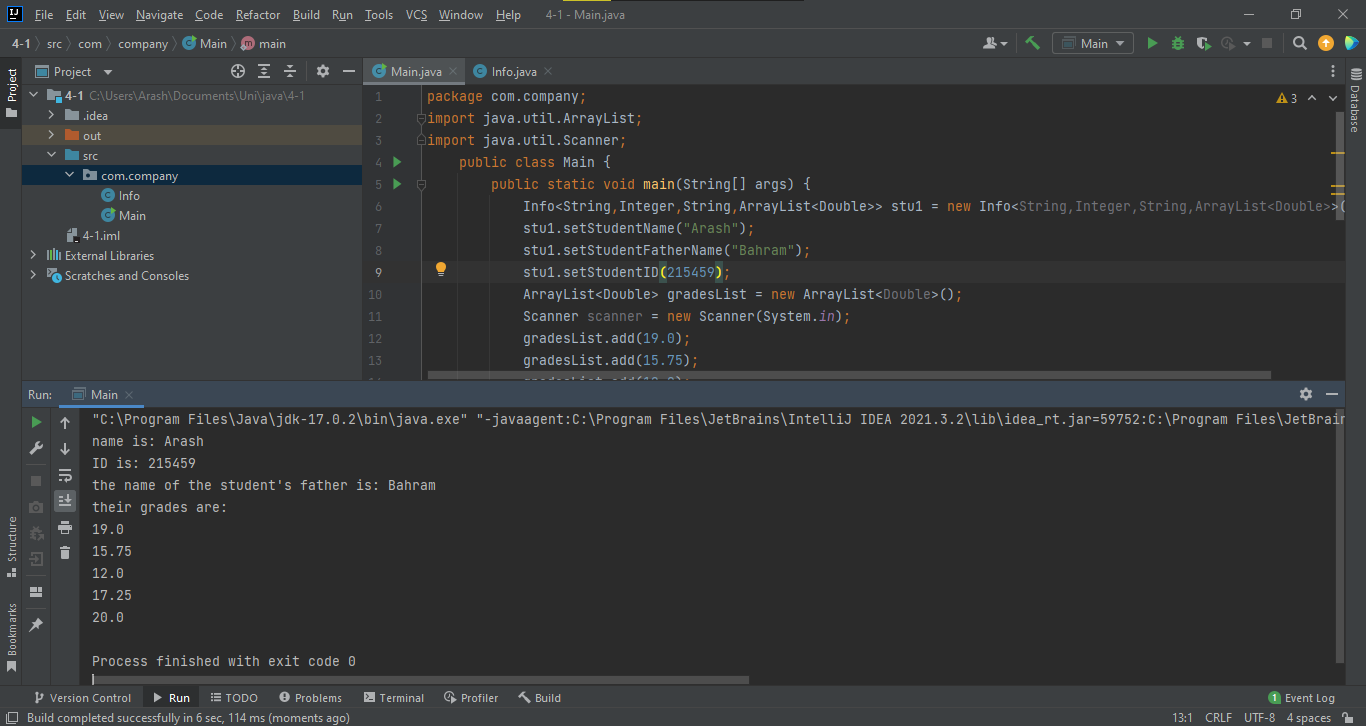 File Edit View Navigate Code Refactor Build Run Tools VCS Window Help 4-1 - Main.java
4-1 src com company Main main Main
Project
Main.java Info.java
Project
Structure
Bookmarks
Database
4-1 C:\Users\Arash\Documents\Uni\java\4-1
.idea
out
src
com.company
Info
Main
4-1.iml
External Libraries
Scratches and Consoles
3
1 package com.company;
2 import java.util.ArrayList;
3 import java.util.Scanner;
4 public class Main {
5 public static void main(String[] args) {
6 Info<String,Integer,String,ArrayList<Double>> stu1 = new Info<String,Integer,String,ArrayList<Double>>(
7 stu1.setStudentName("Arash");
8 stu1.setStudentFatherName("Bahram");
9 stu1.setStudentID(215459);
10 ArrayList<Double> gradesList = new ArrayList<Double>();
11 Scanner scanner = new Scanner(System.in);
12 gradesList.add(19.0);
13 gradesList.add(15.75);
Run: Main
"C:\Program Files\Java\jdk-17.0.2\bin\java.exe" "-javaagent:C:\Program Files\JetBrains\IntelliJ IDEA 2021.3.2\lib\idea_rt.jar=59752:C:\Program Files\JetBrain
name is: Arash
ID is: 215459
the name of the student's father is: Bahram
their grades are:
19.0
15.75
12.0
17.25
20.0
Process finished with exit code 0
Version Control Run TODO Problems Terminal Profiler Build 1 Event Log
Build completed successfully in 6 sec, 114 ms (moments ago) 13:1 CRLF UTF-8 4 spaces